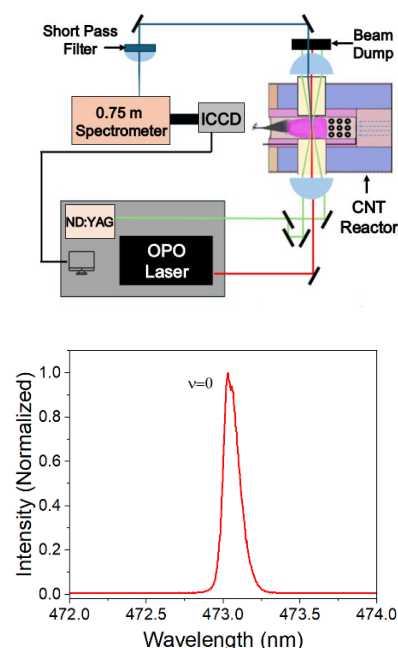 Short Pass
Filter
Beam
Dump
0.75 m
Spectrometer
ICCD
CNT
Reactor
ND:YAG
OPO
Laser
ν=0
1.0
0.8
0.6
0.4
0.2
0.0
Intensity (Normalized)
472.0 472.5 473.0 473.5 474.0
Wavelength (nm)